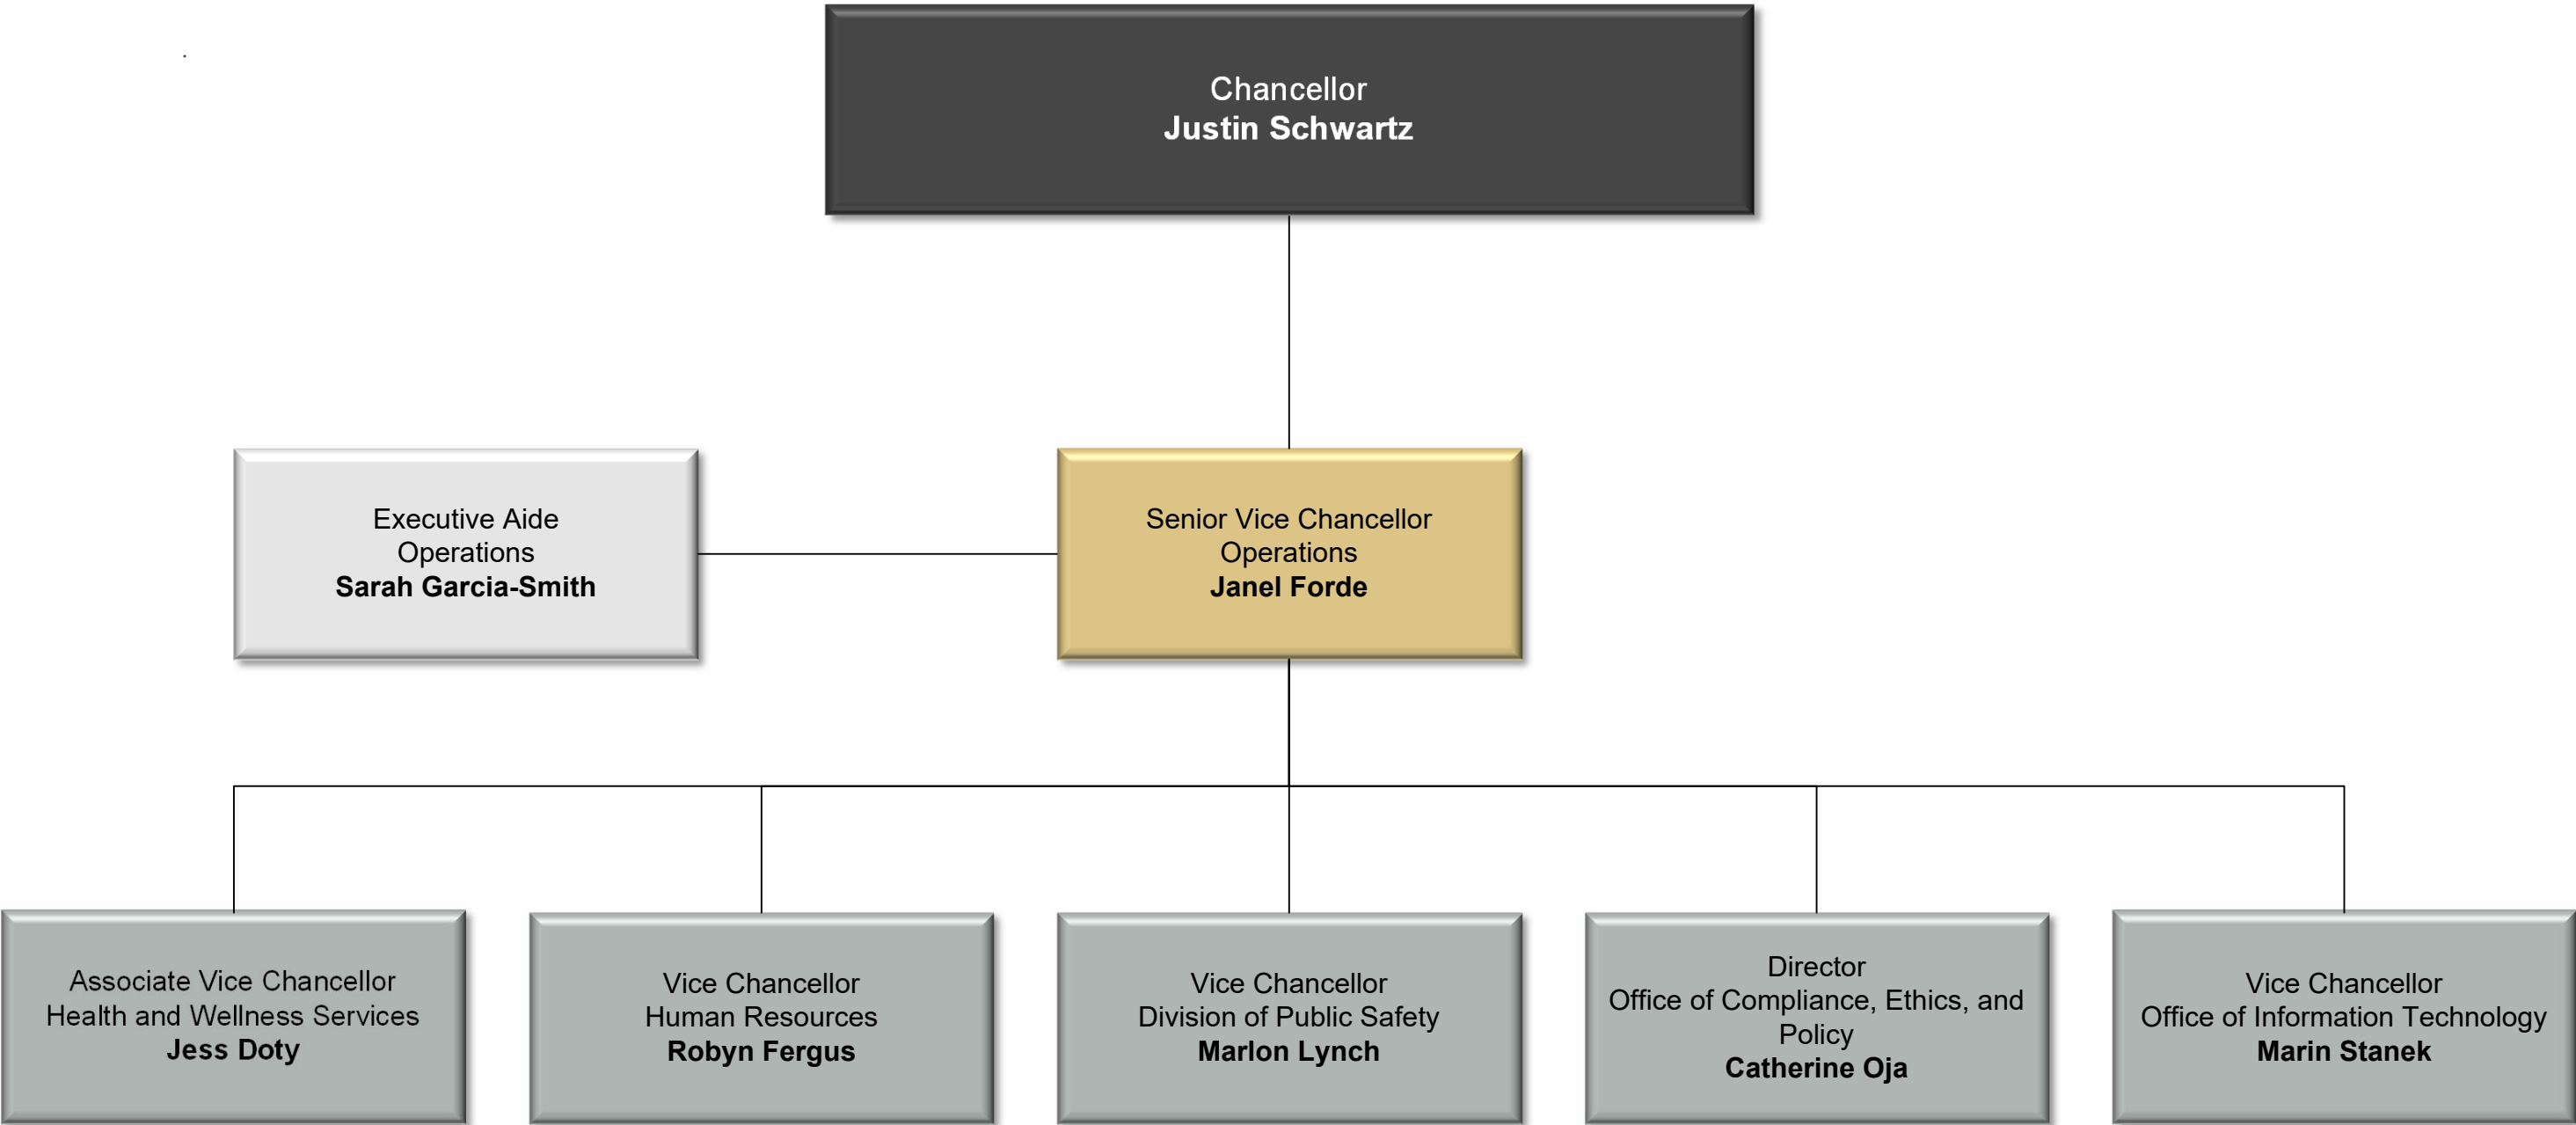 Chancellor
Justin Schwartz
Executive Aide
Operations
Sarah Garcia-Smith
Senior Vice Chancellor
Operations
Janel Forde
Associate Vice Chancellor
Health and Wellness Services
Jess Doty
Vice Chancellor
Human Resources
Robyn Fergus
Vice Chancellor
Division of Public Safety
Marlon Lynch
Director
Office of Compliance, Ethics, and
Policy
Catherine Oja
Vice Chancellor
Office of Information Technology
Marin Stanek